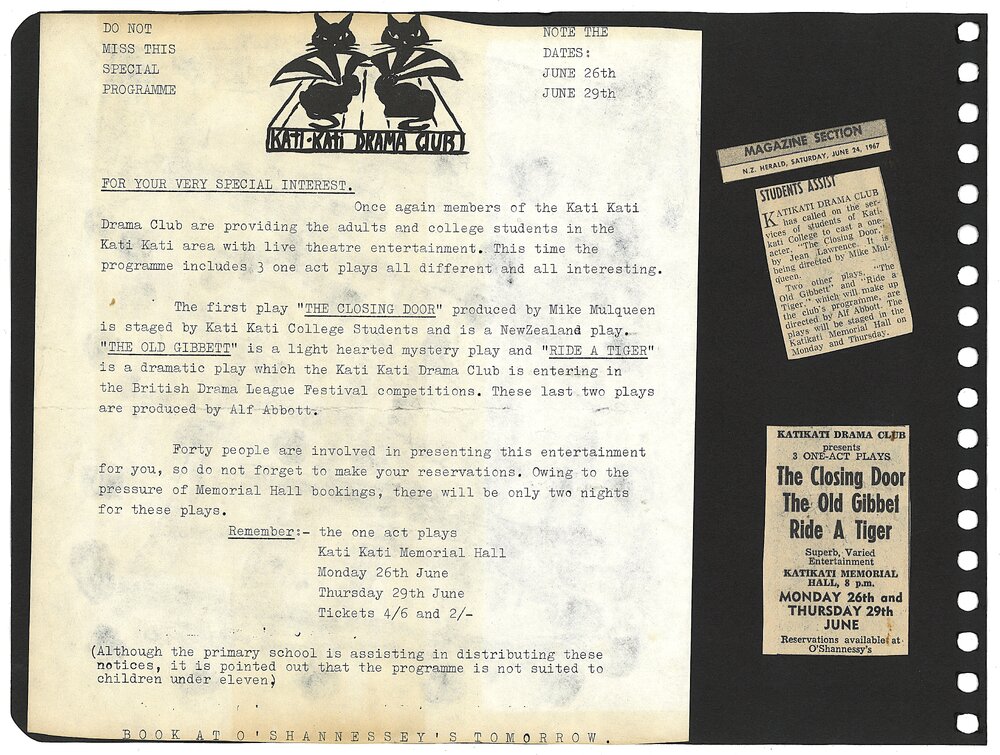 DO NOT
MISS THIS
SPECIAL
PROGRAMME
KATI-KATI DRAMA CLUB
NOTE THE
DATES:
JUNE 26th
JUNE 29th
FOR YOUR VERY SPECIAL INTEREST.
Once again members of the Kati Kati
Drama Club are providing the adults and college students in the
Kati Kati area with live theatre entertainment. This time the
programme includes 3 one act plays all different and all interesting.
The first play "THE CLOSING DOOR" produced by Mike Mulqueen
is staged by Kati Kati College Students and is a NewZealand play.
"THE OLD GIBBETT" is a light hearted mystery play and "RIDE A TIGER"
is a dramatic play which the Kati Kati Drama Club is entering in
the British Drama League Festival competitions. These last two plays
are produced by Alf Abbott.
Forty people are involved in presenting this entertainment
for you, so do not forget to make your reservations. Owing to the
pressure of Memorial Hall bookings, there will be only two nights
for these plays.
Remember:- the one act plays
Kati Kati Memorial Hall
Monday 26th June
Thursday 29th June
Tickets 4/6 and 2/-
(Although the primary school is assisting in distributing these
notices, it is pointed out that the programme is not suited to
children under eleven)
BOOK AT O'SHANNESSEY'S TOMORROW.
MAGAZINE SECTION
N.Z. HERALD, SATURDAY, JUNE 24, 1967
STUDENTS ASSIST
KATIKATI DRAMA CLUB
has called on the ser-
vices of students of Kati-
kati College to cast a one-
acter, "The Closing Door,"
by Jean Lawrence. It is
being directed by Mike Mul-
queen.
Two other plays, "The
Old Gibbett" and "Ride a
Tiger," which will make up
the club's programme, are
directed by Alf Abbott. The
plays will be staged in the
Katikati Memorial Hall on
Monday and Thursday.
KATIKATI DRAMA CLUB
presents
3 ONE-ACT PLAYS
The Closing Door
The Old Gibbet
Ride A Tiger
Superb, Varied
Entertainment
KATIKATI MEMORIAL
HALL, 8 p.m.
MONDAY 26th and
THURSDAY 29th
JUNE
Reservations available at
O'Shannessy's